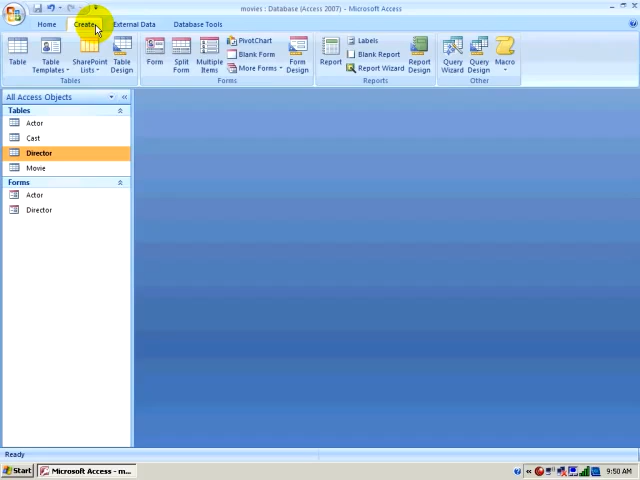 movies : Database (Access 2007) - Microsoft Access
Home Create External Data Database Tools
Table
Table Templates
SharePoint Lists
Table Design
Tables
Form
Split Form
Multiple Items
PivotChart
Blank Form
More Forms
Form Design
Forms
Report
Labels
Blank Report
Report Wizard
Report Design
Reports
Query Wizard
Query Design
Macro
Other
All Access Objects
Tables
Actor
Cast
Director
Movie
Forms
Actor
Director
Ready
Start
Microsoft Access - m...
9:50 AM